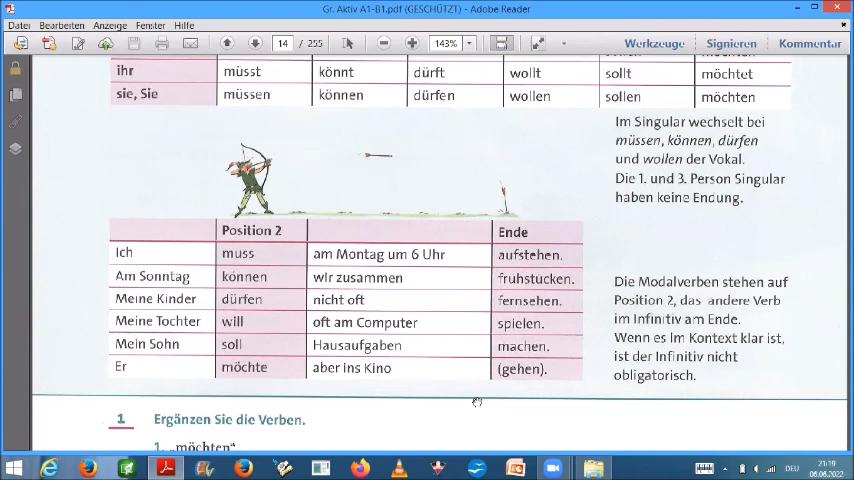 Gr. Aktiv A1-B1.pdf (GESCHÜTZT) - Adobe Reader
Datei Bearbeiten Anzeige Fenster Hilfe
14 / 255 143% Werkzeuge Signieren Kommentar
ihr müsst könnt dürft wollt sollt möchtet
sie, Sie müssen können dürfen wollen sollen möchten
Im Singular wechselt bei
müssen, können, dürfen
und wollen der Vokal.
Die 1. und 3. Person Singular
haben keine Endung.
Position 2 Ende
Ich muss am Montag um 6 Uhr aufstehen.
Am Sonntag können wir zusammen frühstücken.
Meine Kinder dürfen nicht oft fernsehen.
Meine Tochter will oft am Computer spielen.
Mein Sohn soll Hausaufgaben machen.
Er möchte aber ins Kino (gehen).
Die Modalverben stehen auf
Position 2, das andere Verb
im Infinitiv am Ende.
Wenn es im Kontext klar ist,
ist der Infinitiv nicht
obligatorisch.
1 Ergänzen Sie die Verben.
1. „möchten"
DEU 21:19
06.06.2022